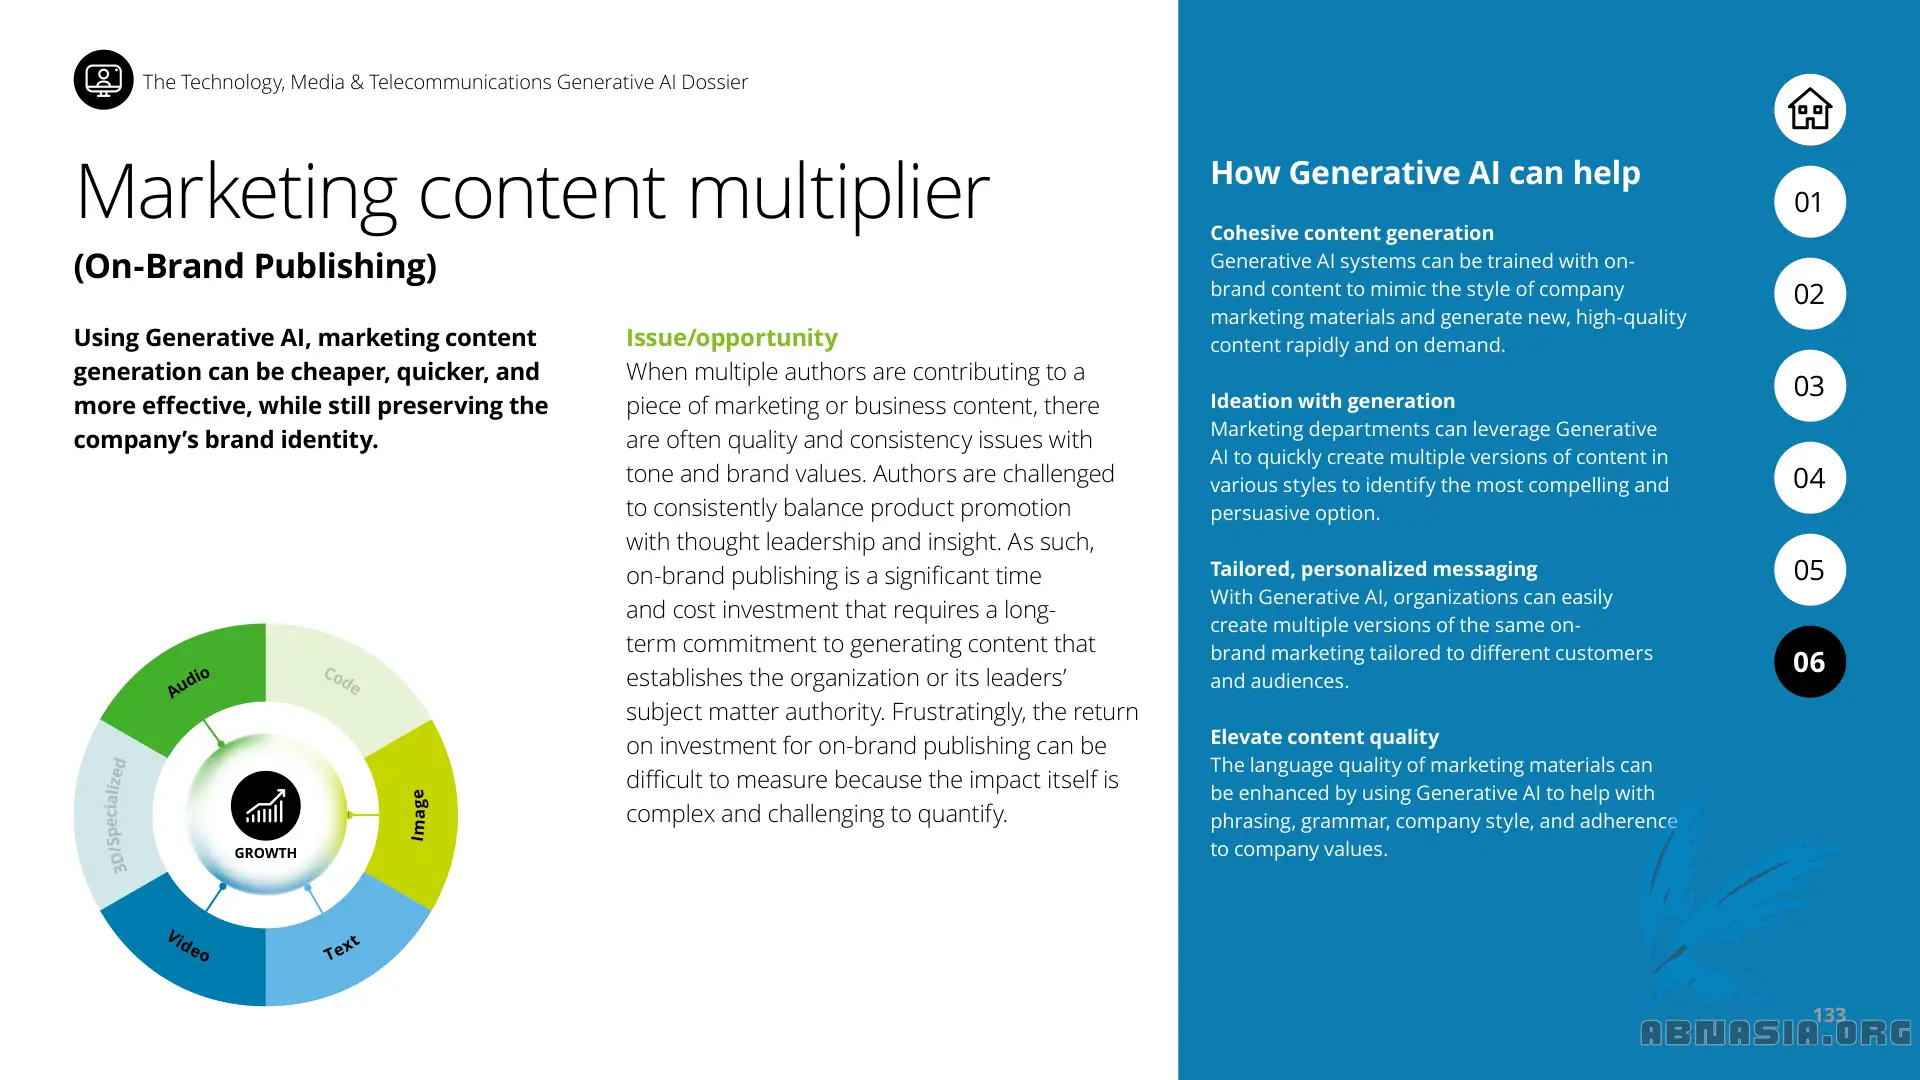 The Technology, Media & Telecommunications Generative AI Dossier
Marketing content multiplier
(On-Brand Publishing)
Using Generative AI, marketing content
generation can be cheaper, quicker, and
more effective, while still preserving the
company’s brand identity.
Audio
Code
3D/Specialized
Image
GROWTH
Video
Text
Issue/opportunity
When multiple authors are contributing to a
piece of marketing or business content, there
are often quality and consistency issues with
tone and brand values. Authors are challenged
to consistently balance product promotion
with thought leadership and insight. As such,
on-brand publishing is a significant time
and cost investment that requires a long-
term commitment to generating content that
establishes the organization or its leaders’
subject matter authority. Frustratingly, the return
on investment for on-brand publishing can be
difficult to measure because the impact itself is
complex and challenging to quantify.
How Generative AI can help
Cohesive content generation
Generative AI systems can be trained with on-
brand content to mimic the style of company
marketing materials and generate new, high-quality
content rapidly and on demand.
Ideation with generation
Marketing departments can leverage Generative
AI to quickly create multiple versions of content in
various styles to identify the most compelling and
persuasive option.
Tailored, personalized messaging
With Generative AI, organizations can easily
create multiple versions of the same on-
brand marketing tailored to different customers
and audiences.
Elevate content quality
The language quality of marketing materials can
be enhanced by using Generative AI to help with
phrasing, grammar, company style, and adherence
to company values.
01
02
03
04
05
06
133
ABNASIA.ORG